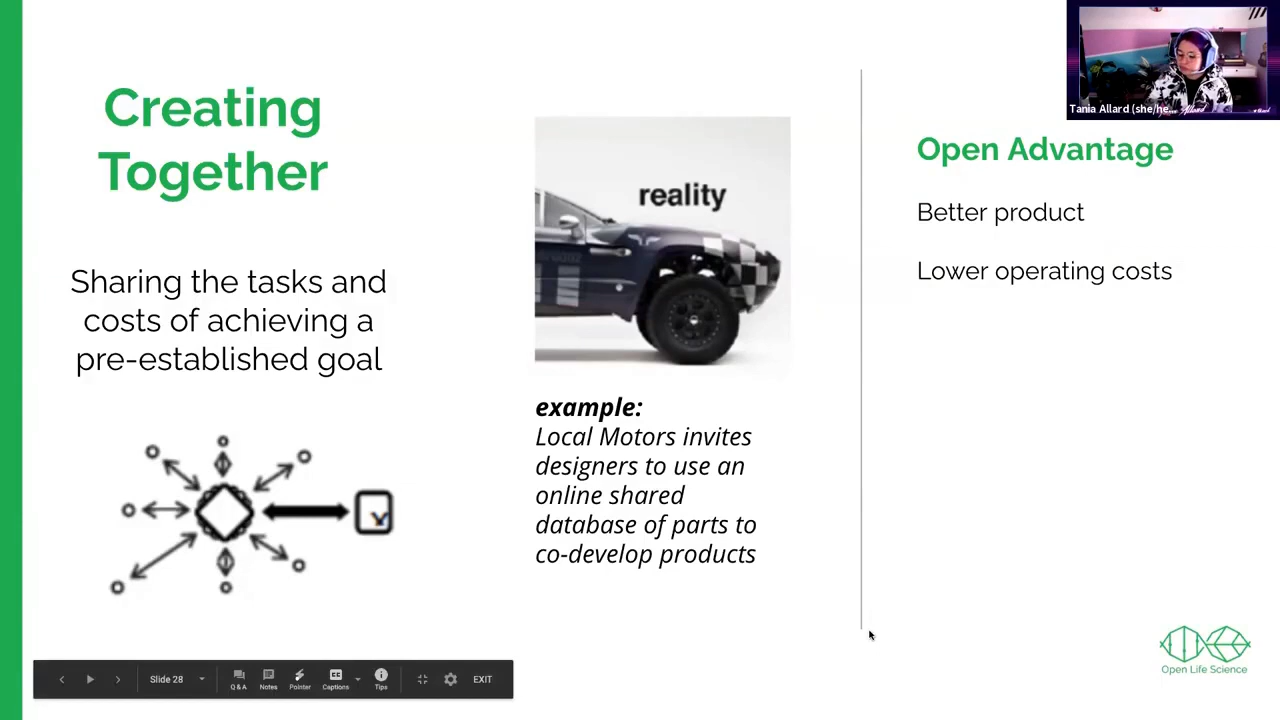 Creating
Together
Sharing the tasks and
costs of achieving a
pre-established goal
reality
example:
Local Motors invites
designers to use an
online shared
database of parts to
co-develop products
Tania Allard (she/he...
Open Advantage
Better product
Lower operating costs
Open Life Science
Slide 28
Q & A
Notes
Pointer
Captions
CC
Tips
EXIT